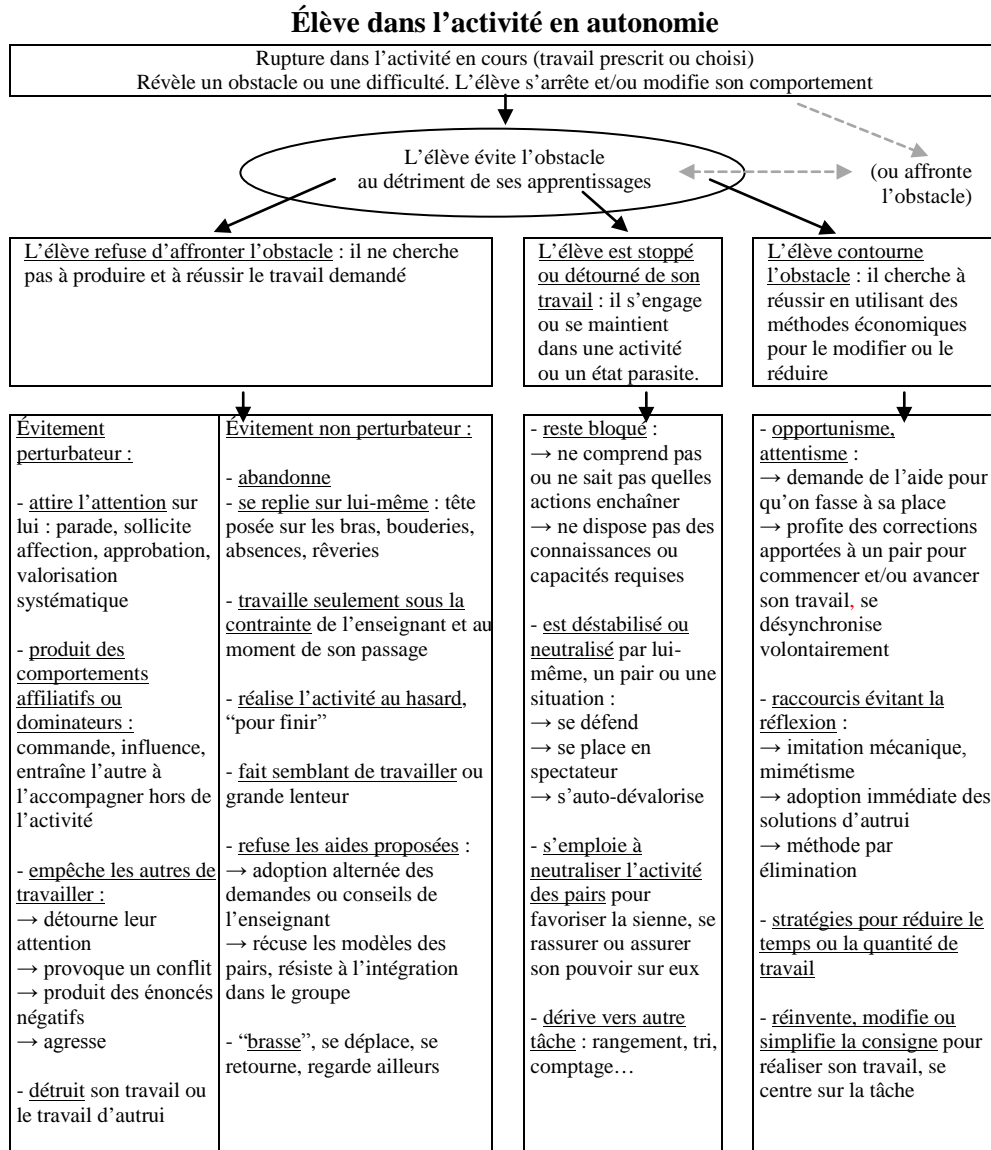 Élève dans l’activité en autonomie
Rupture dans l’activité en cours (travail prescrit ou choisi)
Révèle un obstacle ou une difficulté. L’élève s’arrête et/ou modifie son comportement
L’élève évite l’obstacle
au détriment de ses apprentissages
(ou affronte
l’obstacle)
L’élève refuse d’affronter l’obstacle : il ne cherche
pas à produire et à réussir le travail demandé
L’élève est stoppé
ou détourné de son
travail : il s’engage
ou se maintient
dans une activité
ou un état parasite.
L’élève contourne
l’obstacle : il cherche à
réussir en utilisant des
méthodes économiques
pour le modifier ou le
réduire
Évitement
perturbateur :
- attire l’attention sur
lui : parade, sollicite
affection, approbation,
valorisation
systématique
- produit des
comportements
affiliatifs ou
dominateurs :
commande, influence,
entraîne l’autre à
l’accompagner hors de
l’activité
- empêche les autres de
travailler :
→ détourne leur
attention
→ provoque un conflit
→ produit des énoncés
négatifs
→ agresse
- détruit son travail ou
le travail d’autrui
Évitement non perturbateur :
- abandonne
- se replie sur lui-même : tête
posée sur les bras, bouderies,
absences, rêveries
- travaille seulement sous la
contrainte de l’enseignant et au
moment de son passage
- réalise l’activité au hasard,
“pour finir”
- fait semblant de travailler ou
grande lenteur
- refuse les aides proposées :
→ adoption alternée des
demandes ou conseils de
l’enseignant
→ récuse les modèles des
pairs, résiste à l’intégration
dans le groupe
- “brasse”, se déplace, se
retourne, regarde ailleurs
- reste bloqué :
→ ne comprend pas
ou ne sait pas quelles
actions enchaîner
→ ne dispose pas des
connaissances ou
capacités requises
- est déstabilisé ou
neutralisé par lui-
même, un pair ou une
situation :
→ se défend
→ se place en
spectateur
→ s’auto-dévalorise
- s’emploie à
neutraliser l’activité
des pairs pour
favoriser la sienne, se
rassurer ou assurer
son pouvoir sur eux
- dérive vers autre
tâche : rangement, tri,
comptage…
- opportunisme,
attentisme :
→ demande de l’aide pour
qu’on fasse à sa place
→ profite des corrections
apportées à un pair pour
commencer et/ou avancer
son travail, se
désynchronise
volontairement
- raccourcis évitant la
réflexion :
→ imitation mécanique,
mimétisme
→ adoption immédiate des
solutions d’autrui
→ méthode par
élimination
- stratégies pour réduire le
temps ou la quantité de
travail
- réinvente, modifie ou
simplifie la consigne pour
réaliser son travail, se
centre sur la tâche